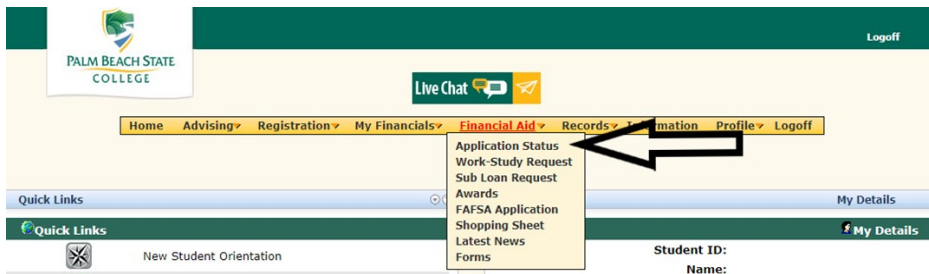 Logoff
PALM BEACH STATE
COLLEGE
LIve Chat
Home Advising Registration My Financials Financial Aid Records Information Profile Logoff
Application Status
Work-Study Request
Sub Loan Request
Awards
FAFSA Application
Shopping Sheet
Latest News
Forms
Quick Links
My Details
Quick Links
My Details
New Student Orientation
Student ID:
Name: